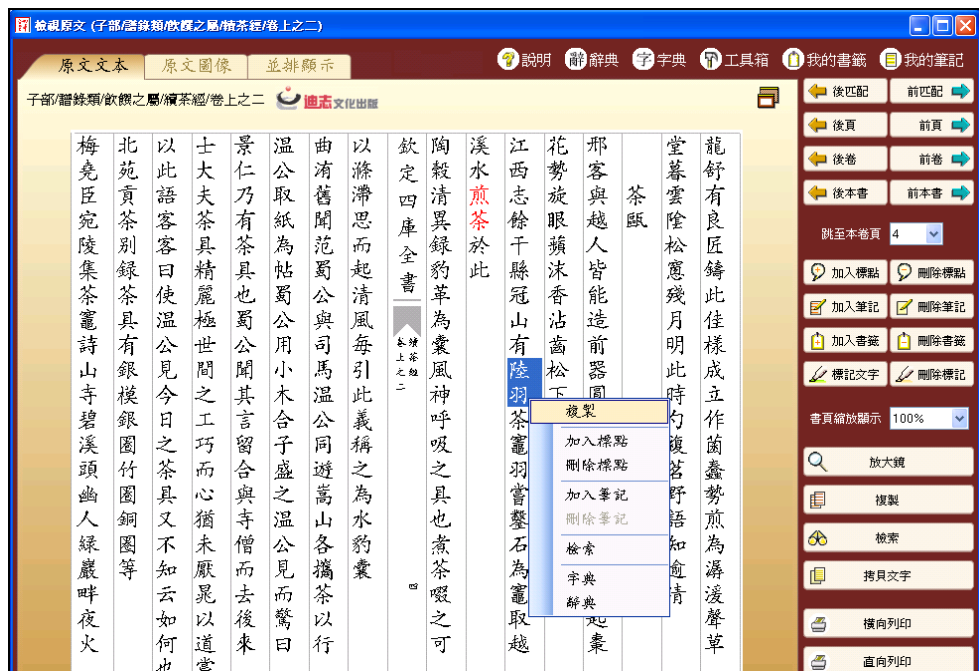 檢視原文 (子部/譜錄類/飲饌之屬/續茶經/卷上之二)
原文文本 原文圖像 並排顯示 說明 辭典 字典 工具箱 我的書籤 我的筆記
子部/譜錄類/飲饌之屬/續茶經/卷上之二 迪志文化出版
龍舒有良匠鑄此佳樣成立作菌蠢勢煎為潺湲聲草
堂暮雲陰松窻殘月明此時勺複茗野語知逾清
茶甌
邢客與越人皆能造前器圓
起棗
花勢旋眼蘋沫香沾齒松下
江西志餘干縣冠山有陸羽茶竈羽嘗鑿石為竈取越
溪水煎茶於此
陶穀清異錄豹革為囊風神呼吸之具也煮茶啜之可
欽定四庫全書
續茶經
卷上之二
四
以滌滯思而起清風每引此義稱之為水豹囊
曲洧舊聞范蜀公與司馬溫公同遊嵩山各攜茶以行
溫公取紙為帖蜀公用小木合子盛之溫公見而驚曰
景仁乃有茶具也蜀公聞其言留合與寺僧而去後來
士大夫茶具精麗極世間之工巧而心猶未厭晁以道嘗
以此語客客曰使溫公見今日之茶具又不知云如何也
北苑貢茶別録茶具有銀模銀圈竹圈銅圈等
梅堯臣宛陵集茶竈詩山寺碧溪頭幽人緑巖畔夜火
複製
加入標點
刪除標點
加入筆記
刪除筆記
檢索
字典
辭典
後匹配 前匹配
後頁 前頁
後卷 前卷
後本書 前本書
跳至本卷頁 4
加入標點 刪除標點
加入筆記 刪除筆記
加入書籤 刪除書籤
標記文字 刪除標記
書頁縮放顯示 100%
放大鏡
複製
檢索
拷貝文字
橫向列印
直向列印